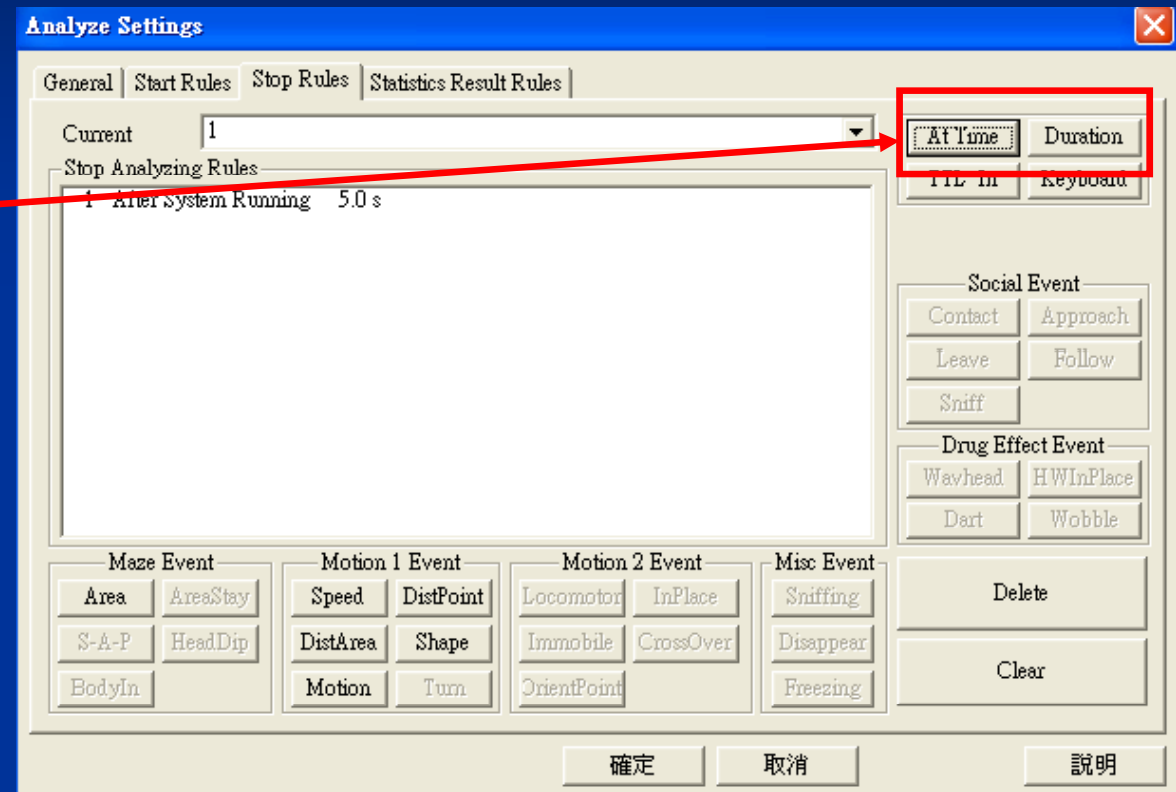 Analyze Settings
General Start Rules Stop Rules Statistics Result Rules
Current 1
At Time Duration
TTL In Keyboard
Stop Analyzing Rules
1 After System Running 5.0 s
Social Event
Contact Approach
Leave Follow
Sniff
Drug Effect Event
Wavhead HWInPlace
Dart Wobble
Maze Event
Area AreaStay
S-A-P HeadDip
BodyIn
Motion 1 Event
Speed DistPoint
DistArea Shape
Motion Turn
Motion 2 Event
Locomotor InPlace
Immobile CrossOver
OrientPoint
Misc Event
Sniffing
Disappear
Freezing
Delete
Clear
確定 取消 說明